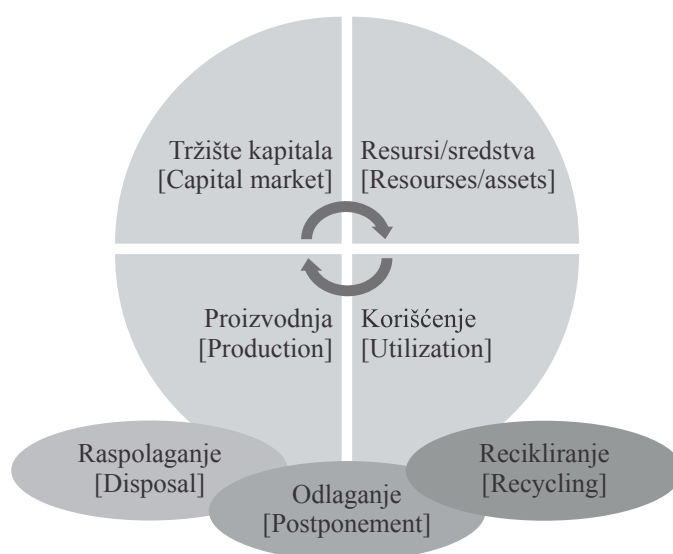 Tržište kapitala
[Capital market]
Resursi/sredstva
[Resourses/assets]
Proizvodnja
[Production]
Korišćenje
[Utilization]
Raspolaganje
[Disposal]
Odlaganje
[Postponement]
Recikliranje
[Recycling]